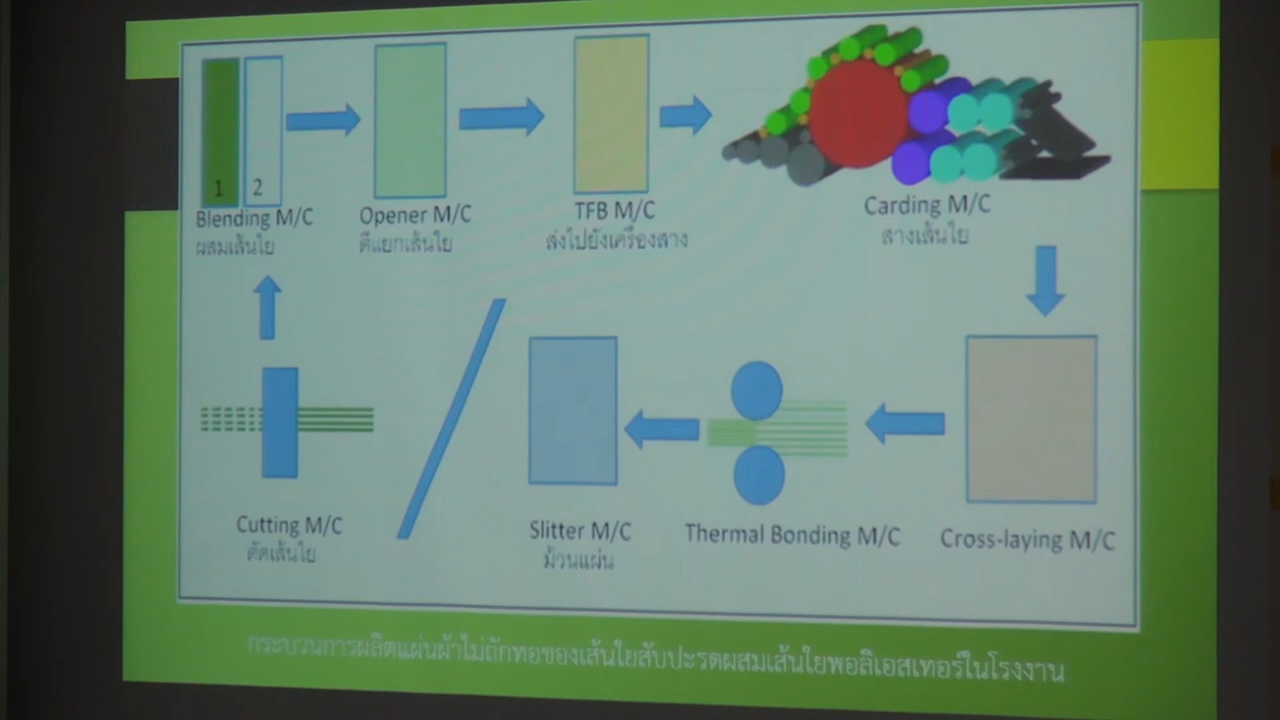 1 2
Blending M/C
ผสมเส้นใย
Opener M/C
ตีแยกเส้นใย
TFB M/C
ส่งไปยังเครื่องสาง
Carding M/C
สางเส้นใย
Cutting M/C
ตัดเส้นใย
Slitter M/C
ม้วนแผ่น
Thermal Bonding M/C
Cross-laying M/C
กระบวนการผลิตแผ่นผ้าไม่ถักทอของเส้นใยสับปะรดผสมเส้นใยพอลิเอสเทอร์ในโรงงาน